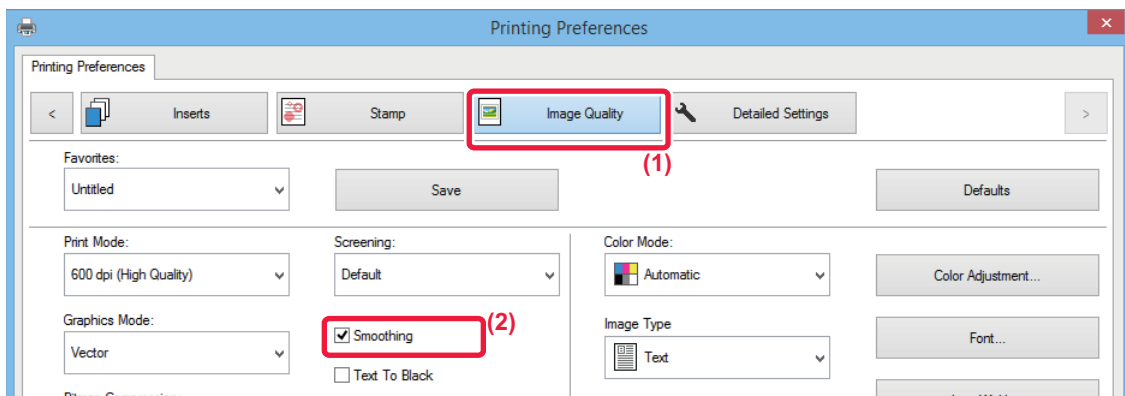 Printing Preferences
×
Printing Preferences
< Inserts Stamp Image Quality Detailed Settings >
(1)
Favorites:
Untitled Save Defaults
Print Mode: Screening: Color Mode:
600 dpi (High Quality) Default Automatic Color Adjustment...
Graphics Mode: (2) Image Type
Smoothing Font...
Vector Text
Text To Black